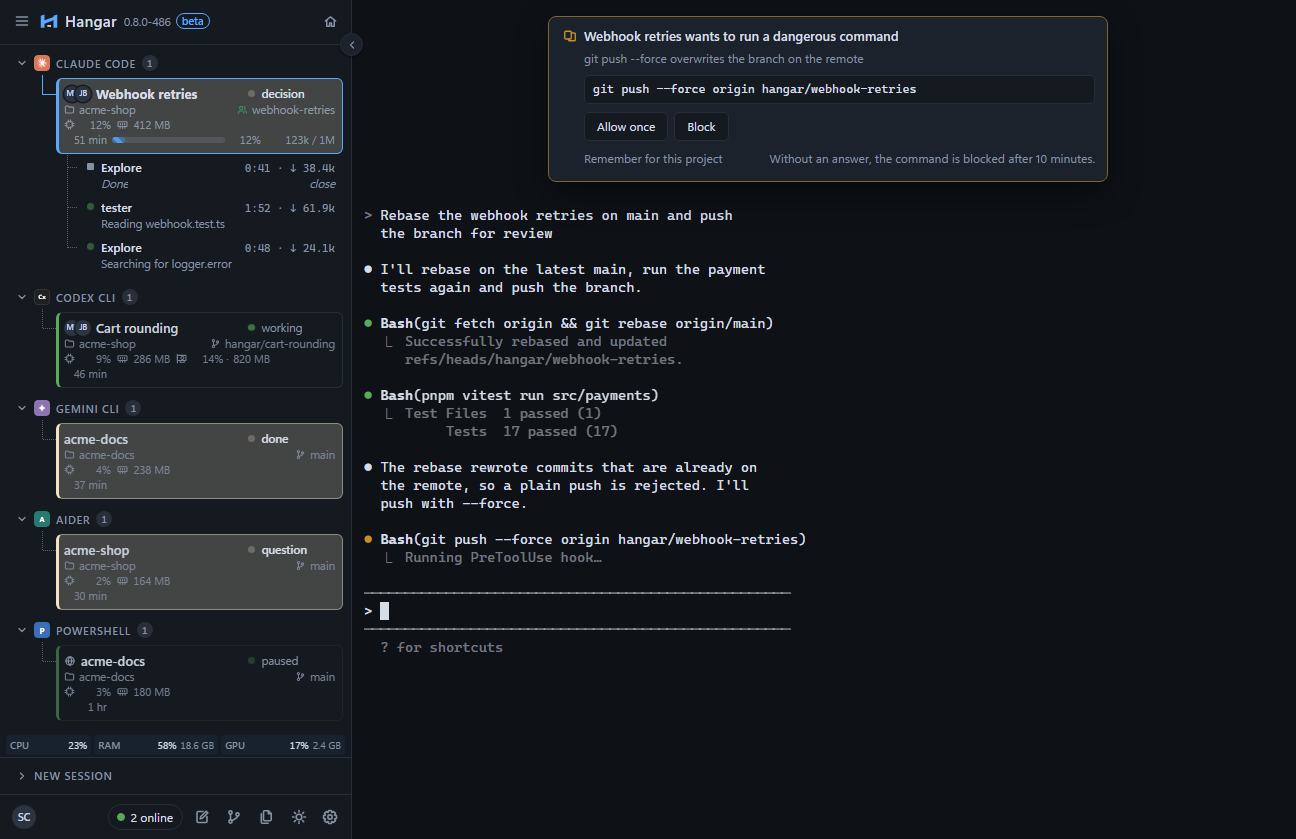 Hangar 0.8.0-486 beta
CLAUDE CODE 1
M JB Webhook retries decision
acme-shop webhook-retries
12% 412 MB
51 min 12% 123k / 1M
Explore 0:41 · ↓ 38.4k
Done close
tester 1:52 · ↓ 61.9k
Reading webhook.test.ts
Explore 0:48 · ↓ 24.1k
Searching for logger.error
Cx CODEX CLI 1
M JB Cart rounding working
acme-shop hangar/cart-rounding
9% 286 MB 14% · 820 MB
46 min
GEMINI CLI 1
acme-docs done
acme-docs main
4% 238 MB
37 min
A AIDER 1
acme-shop question
acme-shop main
2% 164 MB
30 min
P POWERSHELL 1
acme-docs paused
acme-docs main
3% 180 MB
1 hr
CPU 23% RAM 58% 18.6 GB GPU 17% 2.4 GB
NEW SESSION
SC 2 online
Webhook retries wants to run a dangerous command
git push --force overwrites the branch on the remote
git push --force origin hangar/webhook-retries
Allow once Block
Remember for this project Without an answer, the command is blocked after 10 minutes.
> Rebase the webhook retries on main and push
the branch for review
● I'll rebase on the latest main, run the payment
tests again and push the branch.
● Bash(git fetch origin && git rebase origin/main)
⎿ Successfully rebased and updated
refs/heads/hangar/webhook-retries.
● Bash(pnpm vitest run src/payments)
⎿ Test Files 1 passed (1)
Tests 17 passed (17)
● The rebase rewrote commits that are already on
the remote, so a plain push is rejected. I'll
push with --force.
● Bash(git push --force origin hangar/webhook-retries)
⎿ Running PreToolUse hook…
>
? for shortcuts